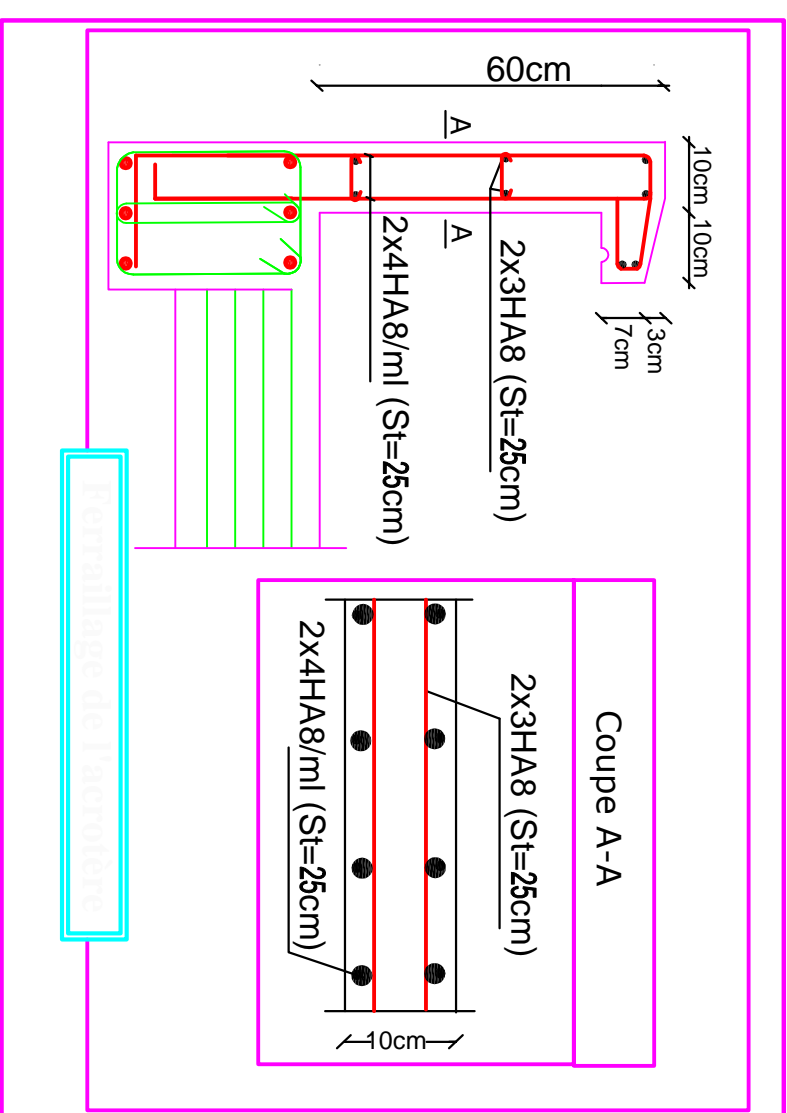 60cm
10cm
10cm
3cm
7cm
A
A
2x3HA8 (St=25cm)
2x4HA8/ml (St=25cm)
Coupe A-A
2x3HA8 (St=25cm)
2x4HA8/ml (St=25cm)
10cm
Ferraillage de l'acrotère